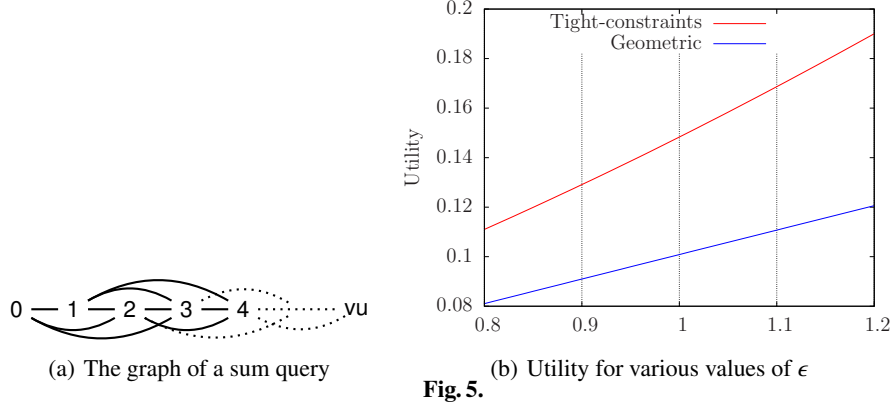 0.2
Tight-constraints
Geometric
0.18
0.16
Utility
0.14
0.12
0.1
0.08
0.8 0.9 1 1.1 1.2
0 1 2 3 4 vu
(a) The graph of a sum query
(b) Utility for various values of ϵ
Fig. 5.